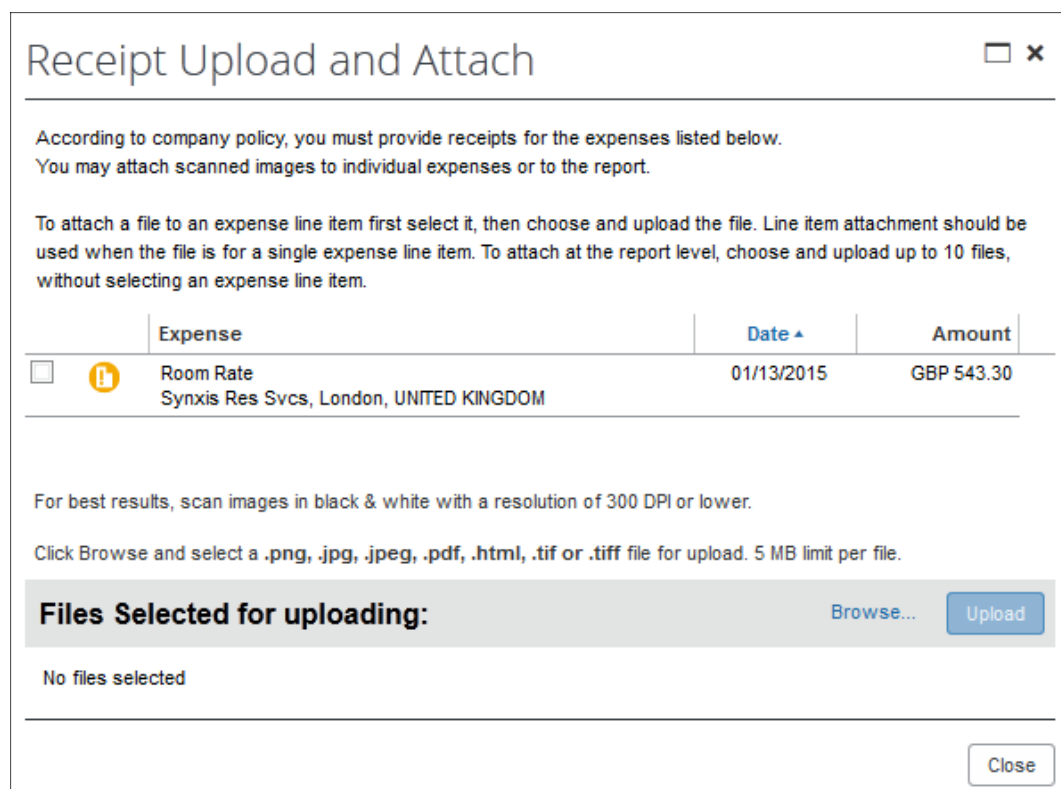 Receipt Upload and Attach
According to company policy, you must provide receipts for the expenses listed below.
You may attach scanned images to individual expenses or to the report.
To attach a file to an expense line item first select it, then choose and upload the file. Line item attachment should be
used when the file is for a single expense line item. To attach at the report level, choose and upload up to 10 files,
without selecting an expense line item.
Expense Date Amount
Room Rate 01/13/2015 GBP 543.30
Synxis Res Svcs, London, UNITED KINGDOM
For best results, scan images in black & white with a resolution of 300 DPI or lower.
Click Browse and select a .png, .jpg, .jpeg, .pdf, .html, .tif or .tiff file for upload. 5 MB limit per file.
Files Selected for uploading: Browse... Upload
No files selected
Close